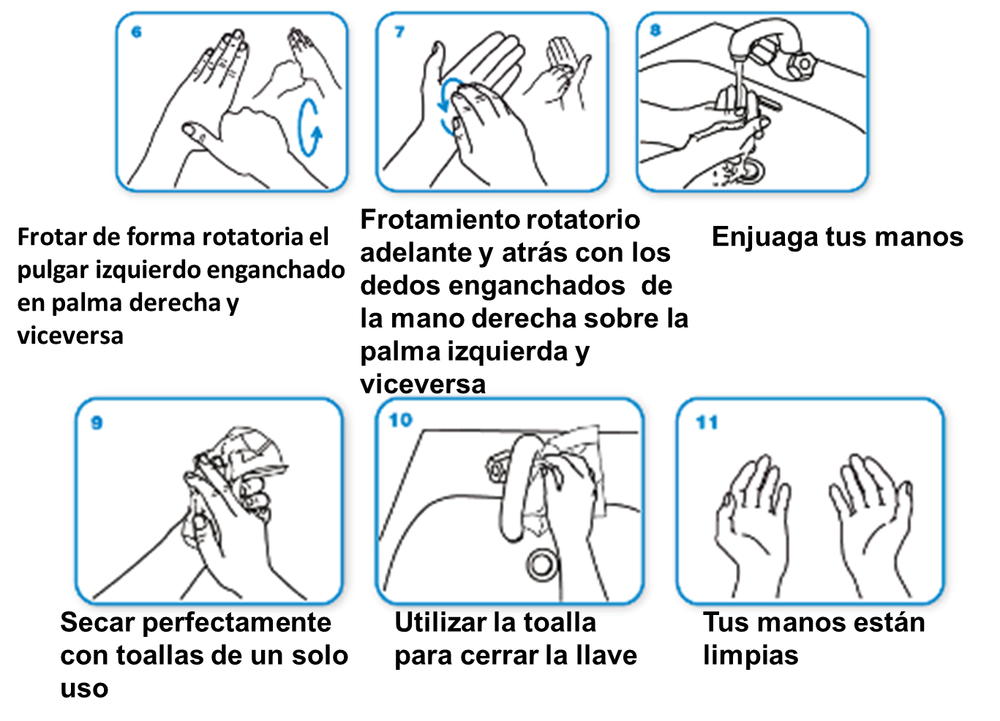 6
Frotar de forma rotatoria el
pulgar izquierdo enganchado
en palma derecha y
viceversa
7
Frotamiento rotatorio
adelante y atrás con los
dedos enganchados de
la mano derecha sobre la
palma izquierda y
viceversa
8
Enjuaga tus manos
9
Secar perfectamente
con toallas de un solo
uso
10
Utilizar la toalla
para cerrar la llave
11
Tus manos están
limpias